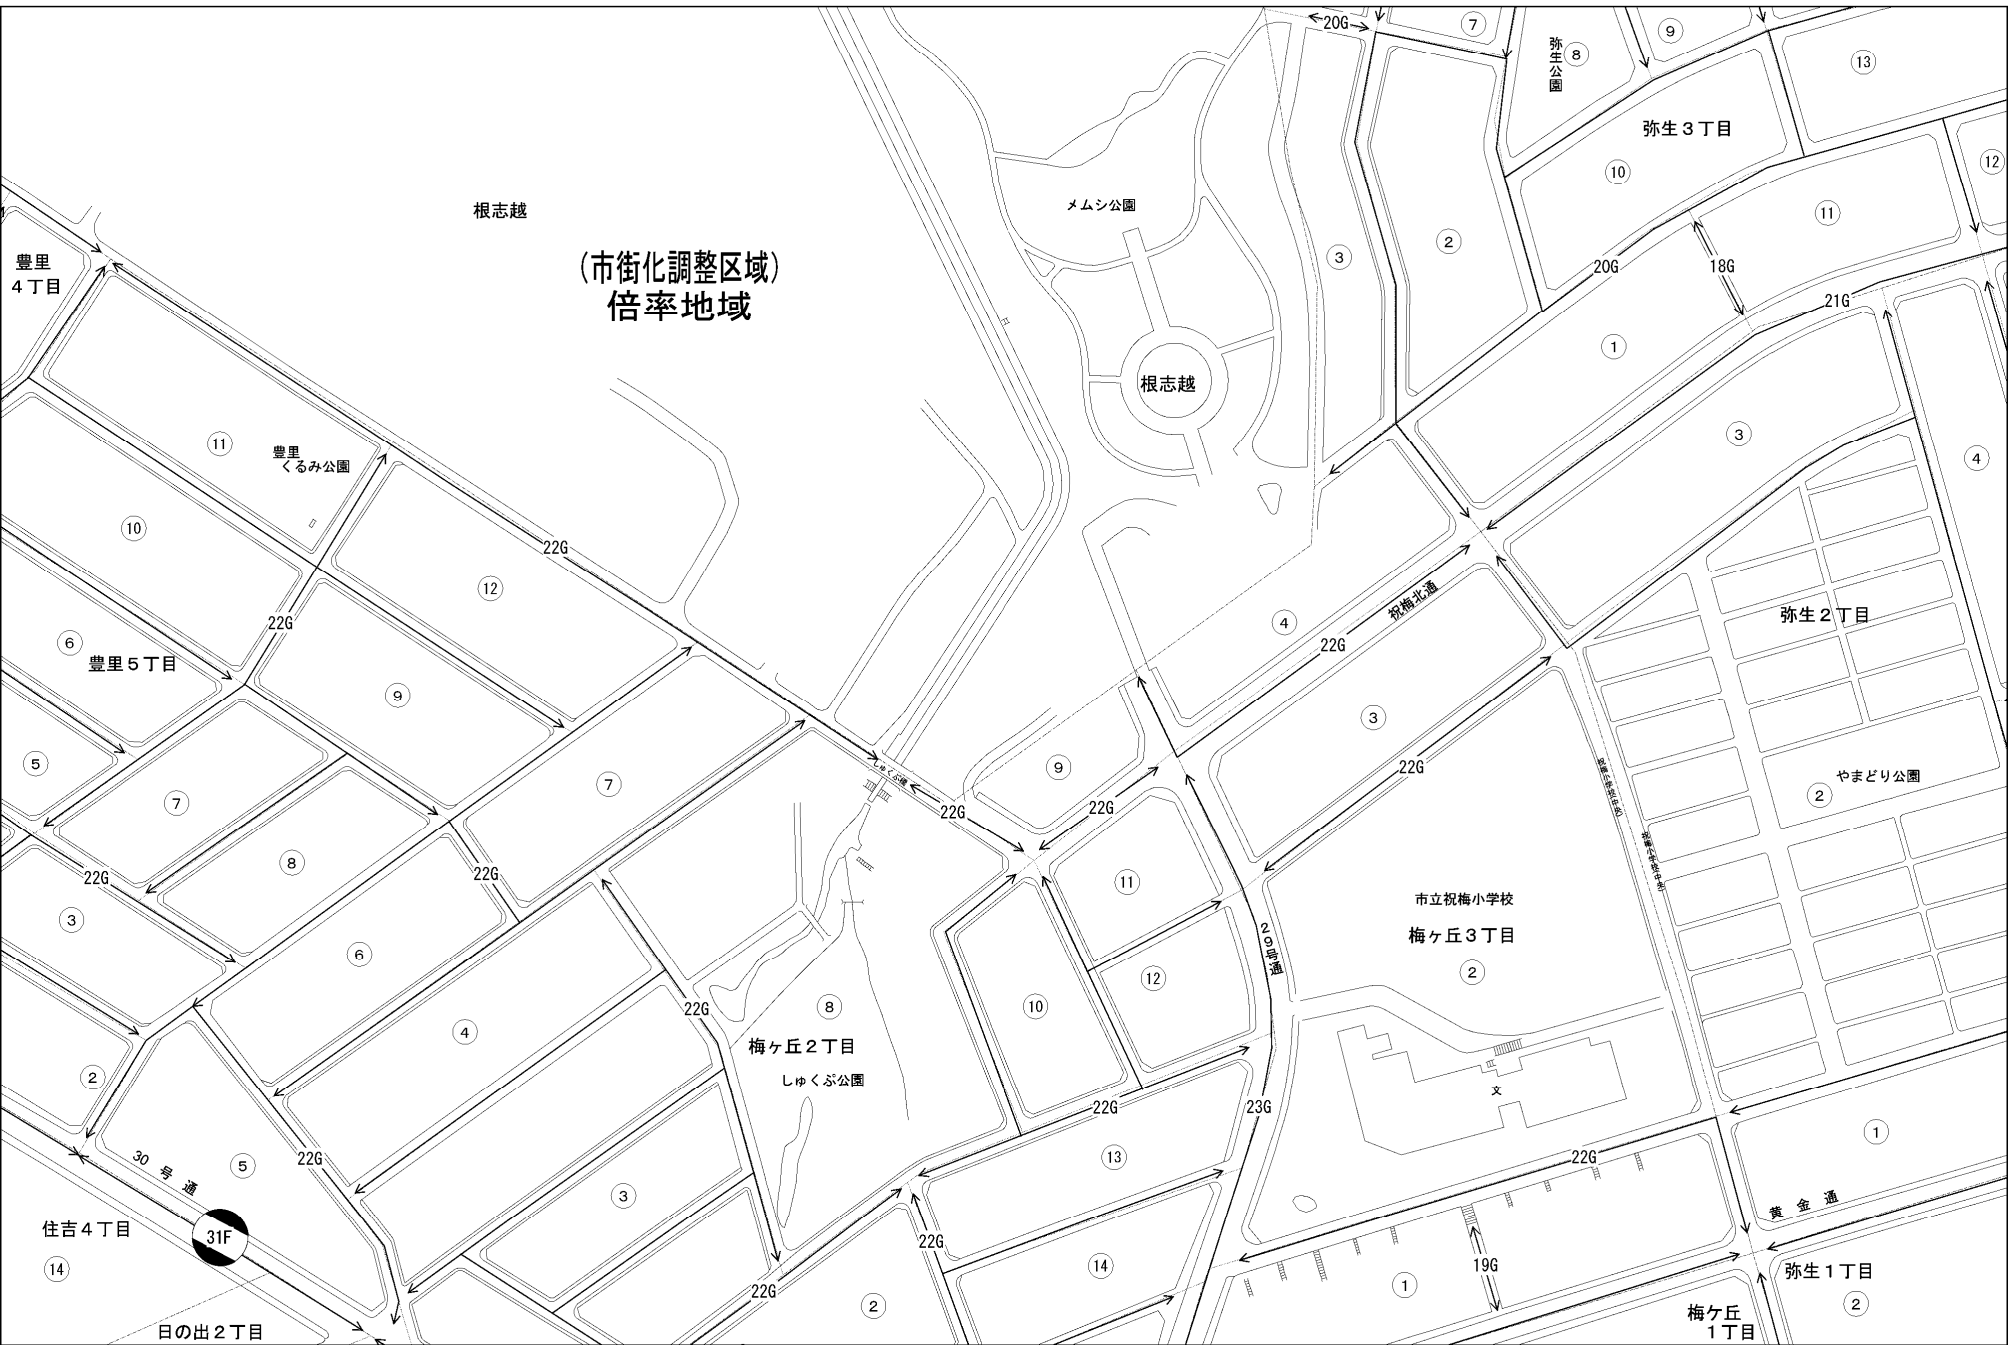 20G
⑦
弥生公園
⑧
⑨
⑬
弥生3丁目
⑫
⑩
⑪
根志越
メムシ公園
③
②
20G
18G
21G
豊里
4丁目
(市街化調整区域)
倍率地域
①
根志越
③
④
⑪
豊里
くるみ公園
⑩
22G
⑫
22G
⑥
豊里5丁目
⑨
④
祝梅北通
22G
弥生2丁目
⑤
⑦
⑦
しゅくぷ橋
22G
⑨
22G
③
22G
やまどり公園
②
22G
⑧
22G
⑪
市立祝梅小学校
梅ヶ丘3丁目
②
29号通
③
⑥
⑫
④
22G
⑧
⑩
梅ヶ丘2丁目
しゅくぷ公園
②
文
22G
23G
①
30号通
⑤
22G
⑬
22G
③
黄金通
住吉4丁目
31F
22G
⑭
⑭
19G
①
弥生1丁目
②
22G
②
梅ケ丘
1丁目
日の出2丁目